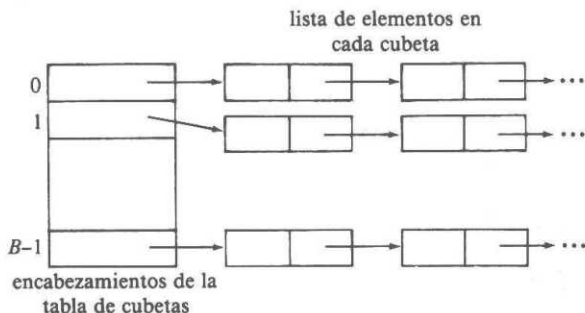 lista de elementos en
cada cubeta
0
1
B–1
encabezamientos de la
tabla de cubetas